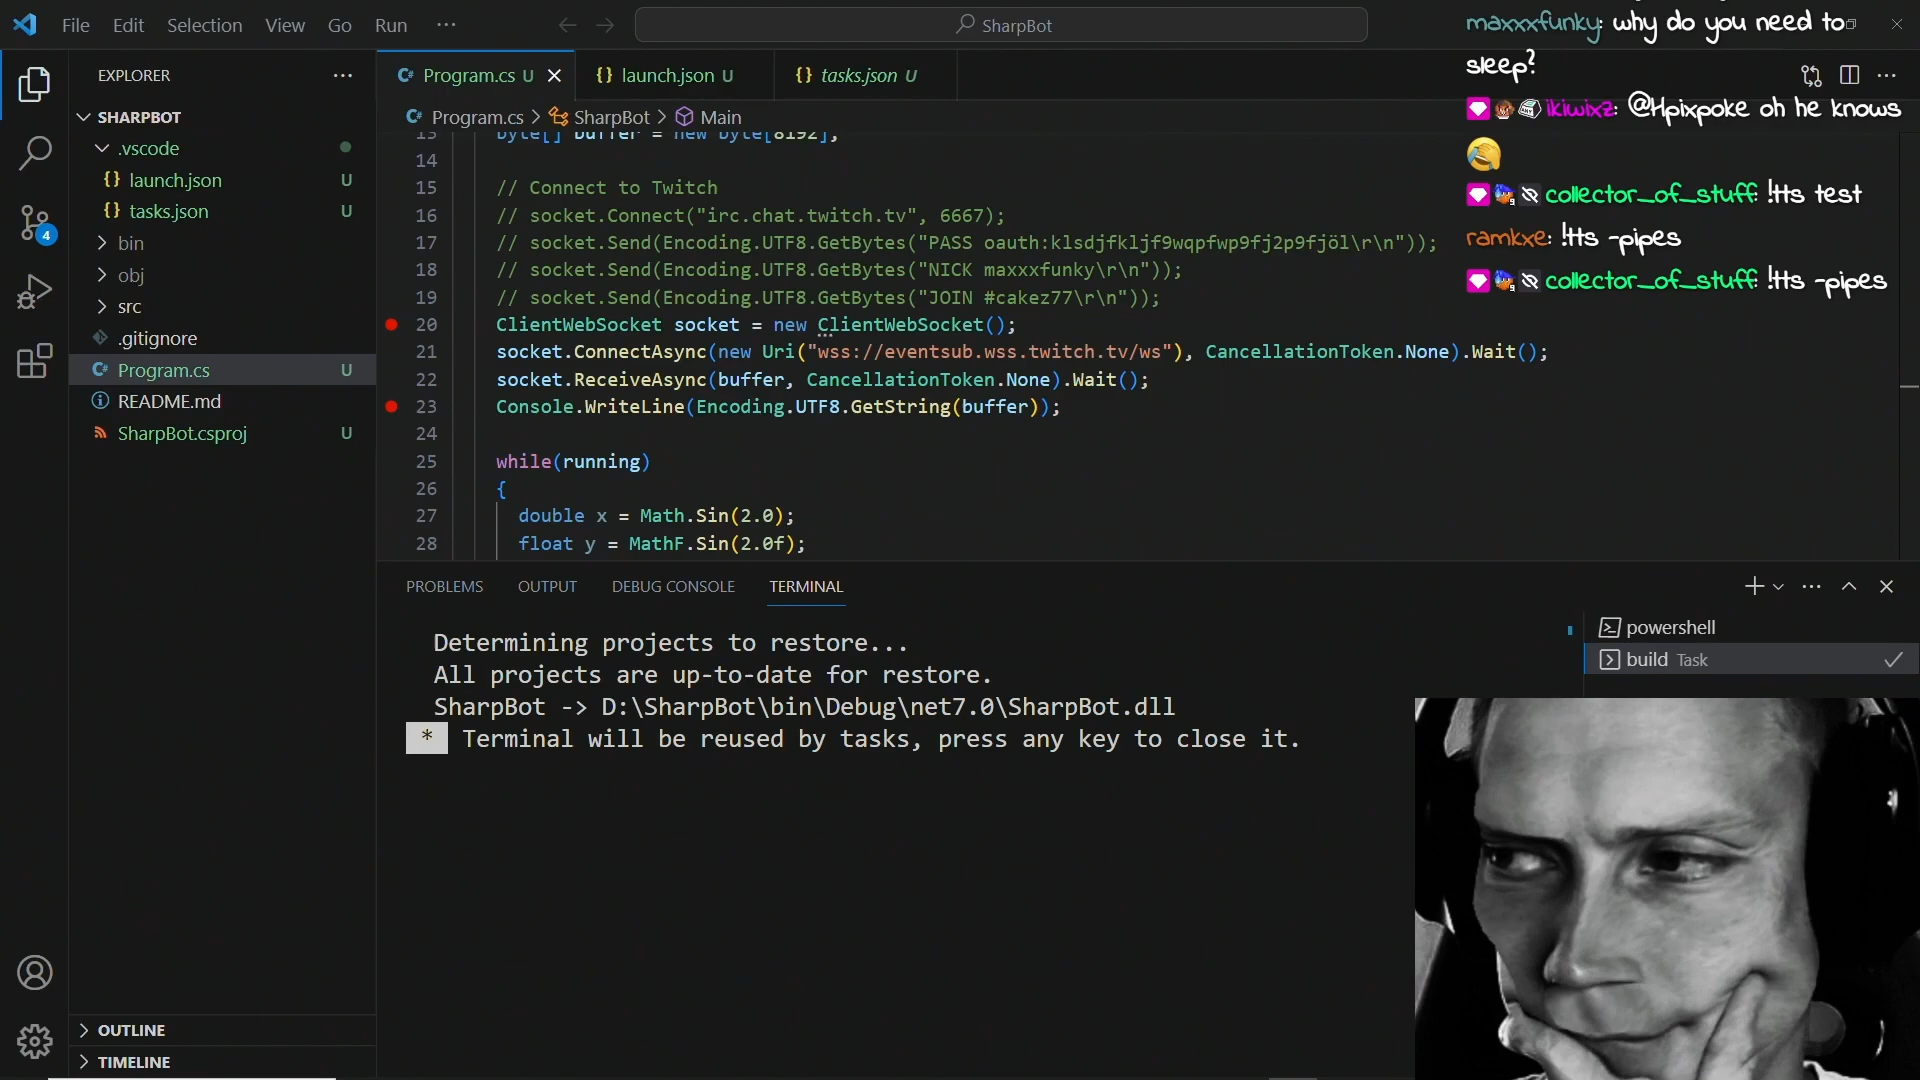 File Edit Selection View Go Run ···
SharpBot
EXPLORER
SHARPBOT
.vscode
launch.json U
tasks.json U
bin
obj
src
.gitignore
Program.cs U
README.md
SharpBot.csproj U
OUTLINE
TIMELINE
4
Program.cs U
launch.json U
tasks.json U
Program.cs > SharpBot > Main
13 byte[] buffer = new byte[8192];
14
15 // Connect to Twitch
16 // socket.Connect("irc.chat.twitch.tv", 6667);
17 // socket.Send(Encoding.UTF8.GetBytes("PASS oauth:klsdjfkljf9wqpfwp9fj2p9fjöl\r\n"));
18 // socket.Send(Encoding.UTF8.GetBytes("NICK maxxxfunky\r\n"));
19 // socket.Send(Encoding.UTF8.GetBytes("JOIN #cakez77\r\n"));
20 ClientWebSocket socket = new ClientWebSocket();
21 socket.ConnectAsync(new Uri("wss://eventsub.wss.twitch.tv/ws"), CancellationToken.None).Wait();
22 socket.ReceiveAsync(buffer, CancellationToken.None).Wait();
23 Console.WriteLine(Encoding.UTF8.GetString(buffer));
24
25 while(running)
26 {
27 double x = Math.Sin(2.0);
28 float y = MathF.Sin(2.0f);
maxxxfunky: why do you need to
sleep?
ikiwixz: @Hpixpoke oh he knows
collector_of_stuff: !tts test
ramkxe: !tts -pipes
collector_of_stuff: !tts -pipes
PROBLEMS OUTPUT DEBUG CONSOLE TERMINAL
Determining projects to restore...
All projects are up-to-date for restore.
SharpBot -> D:\SharpBot\bin\Debug\net7.0\SharpBot.dll
* Terminal will be reused by tasks, press any key to close it.
powershell
build Task